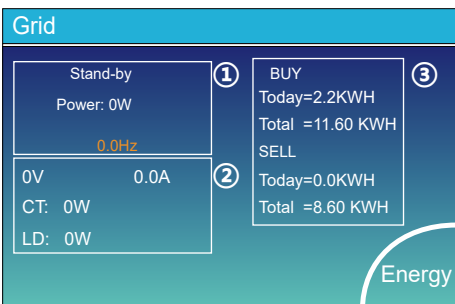 Grid
Stand-by
Power: 0W
0.0Hz
①
0V 0.0A
CT: 0W
LD: 0W
②
BUY
Today=2.2KWH
Total =11.60 KWH
SELL
Today=0.0KWH
Total =8.60 KWH
③
Energy